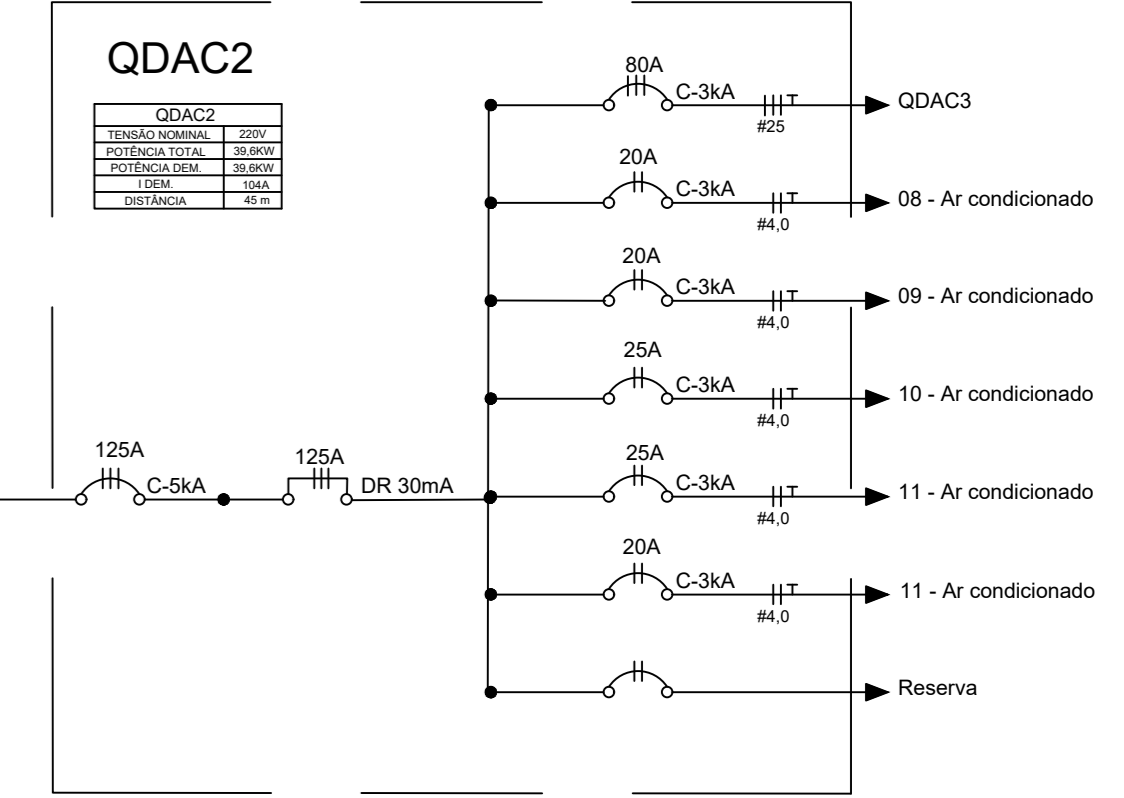 QDAC2
QDAC2
TENSÃO NOMINAL 220V
POTÊNCIA TOTAL 39,6KW
POTÊNCIA DEM. 39,6KW
I DEM. 104A
DISTÂNCIA 45 m
125A
C-5kA
125A
DR 30mA
80A
C-3kA
T
#25
QDAC3
20A
C-3kA
T
#4,0
08 - Ar condicionado
20A
C-3kA
T
#4,0
09 - Ar condicionado
25A
C-3kA
T
#4,0
10 - Ar condicionado
25A
C-3kA
T
#4,0
11 - Ar condicionado
20A
C-3kA
T
#4,0
11 - Ar condicionado
Reserva